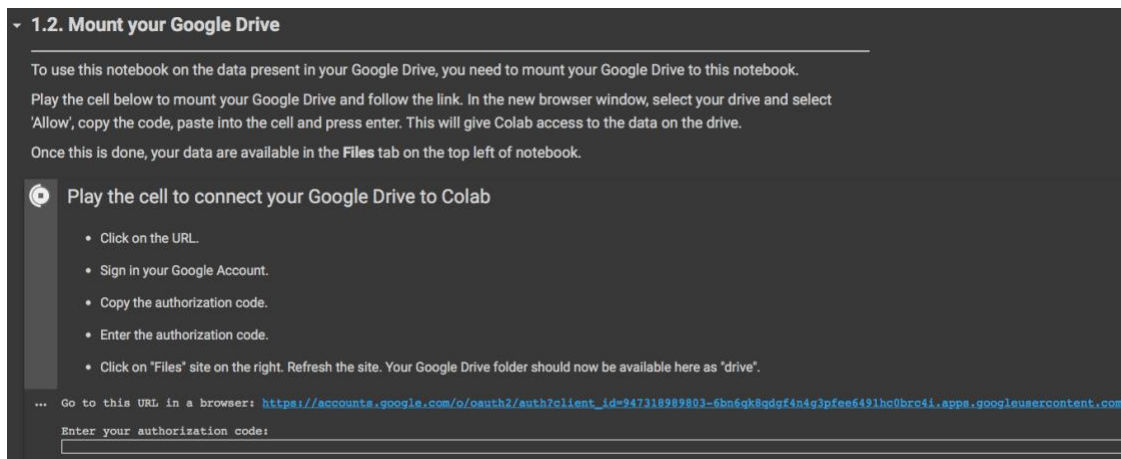 1.2. Mount your Google Drive
To use this notebook on the data present in your Google Drive, you need to mount your Google Drive to this notebook.
Play the cell below to mount your Google Drive and follow the link. In the new browser window, select your drive and select
'Allow', copy the code, paste into the cell and press enter. This will give Colab access to the data on the drive.
Once this is done, your data are available in the Files tab on the top left of notebook.
Play the cell to connect your Google Drive to Colab
• Click on the URL.
• Sign in your Google Account.
• Copy the authorization code.
• Enter the authorization code.
• Click on "Files" site on the right. Refresh the site. Your Google Drive folder should now be available here as "drive".
... Go to this URL in a browser: https://accounts.google.com/o/oauth2/auth?client_id=947318989803-6bn6qk8qdgf4n4g3pfee6491hc0brc4i.apps.googleusercontent.com
Enter your authorization code: